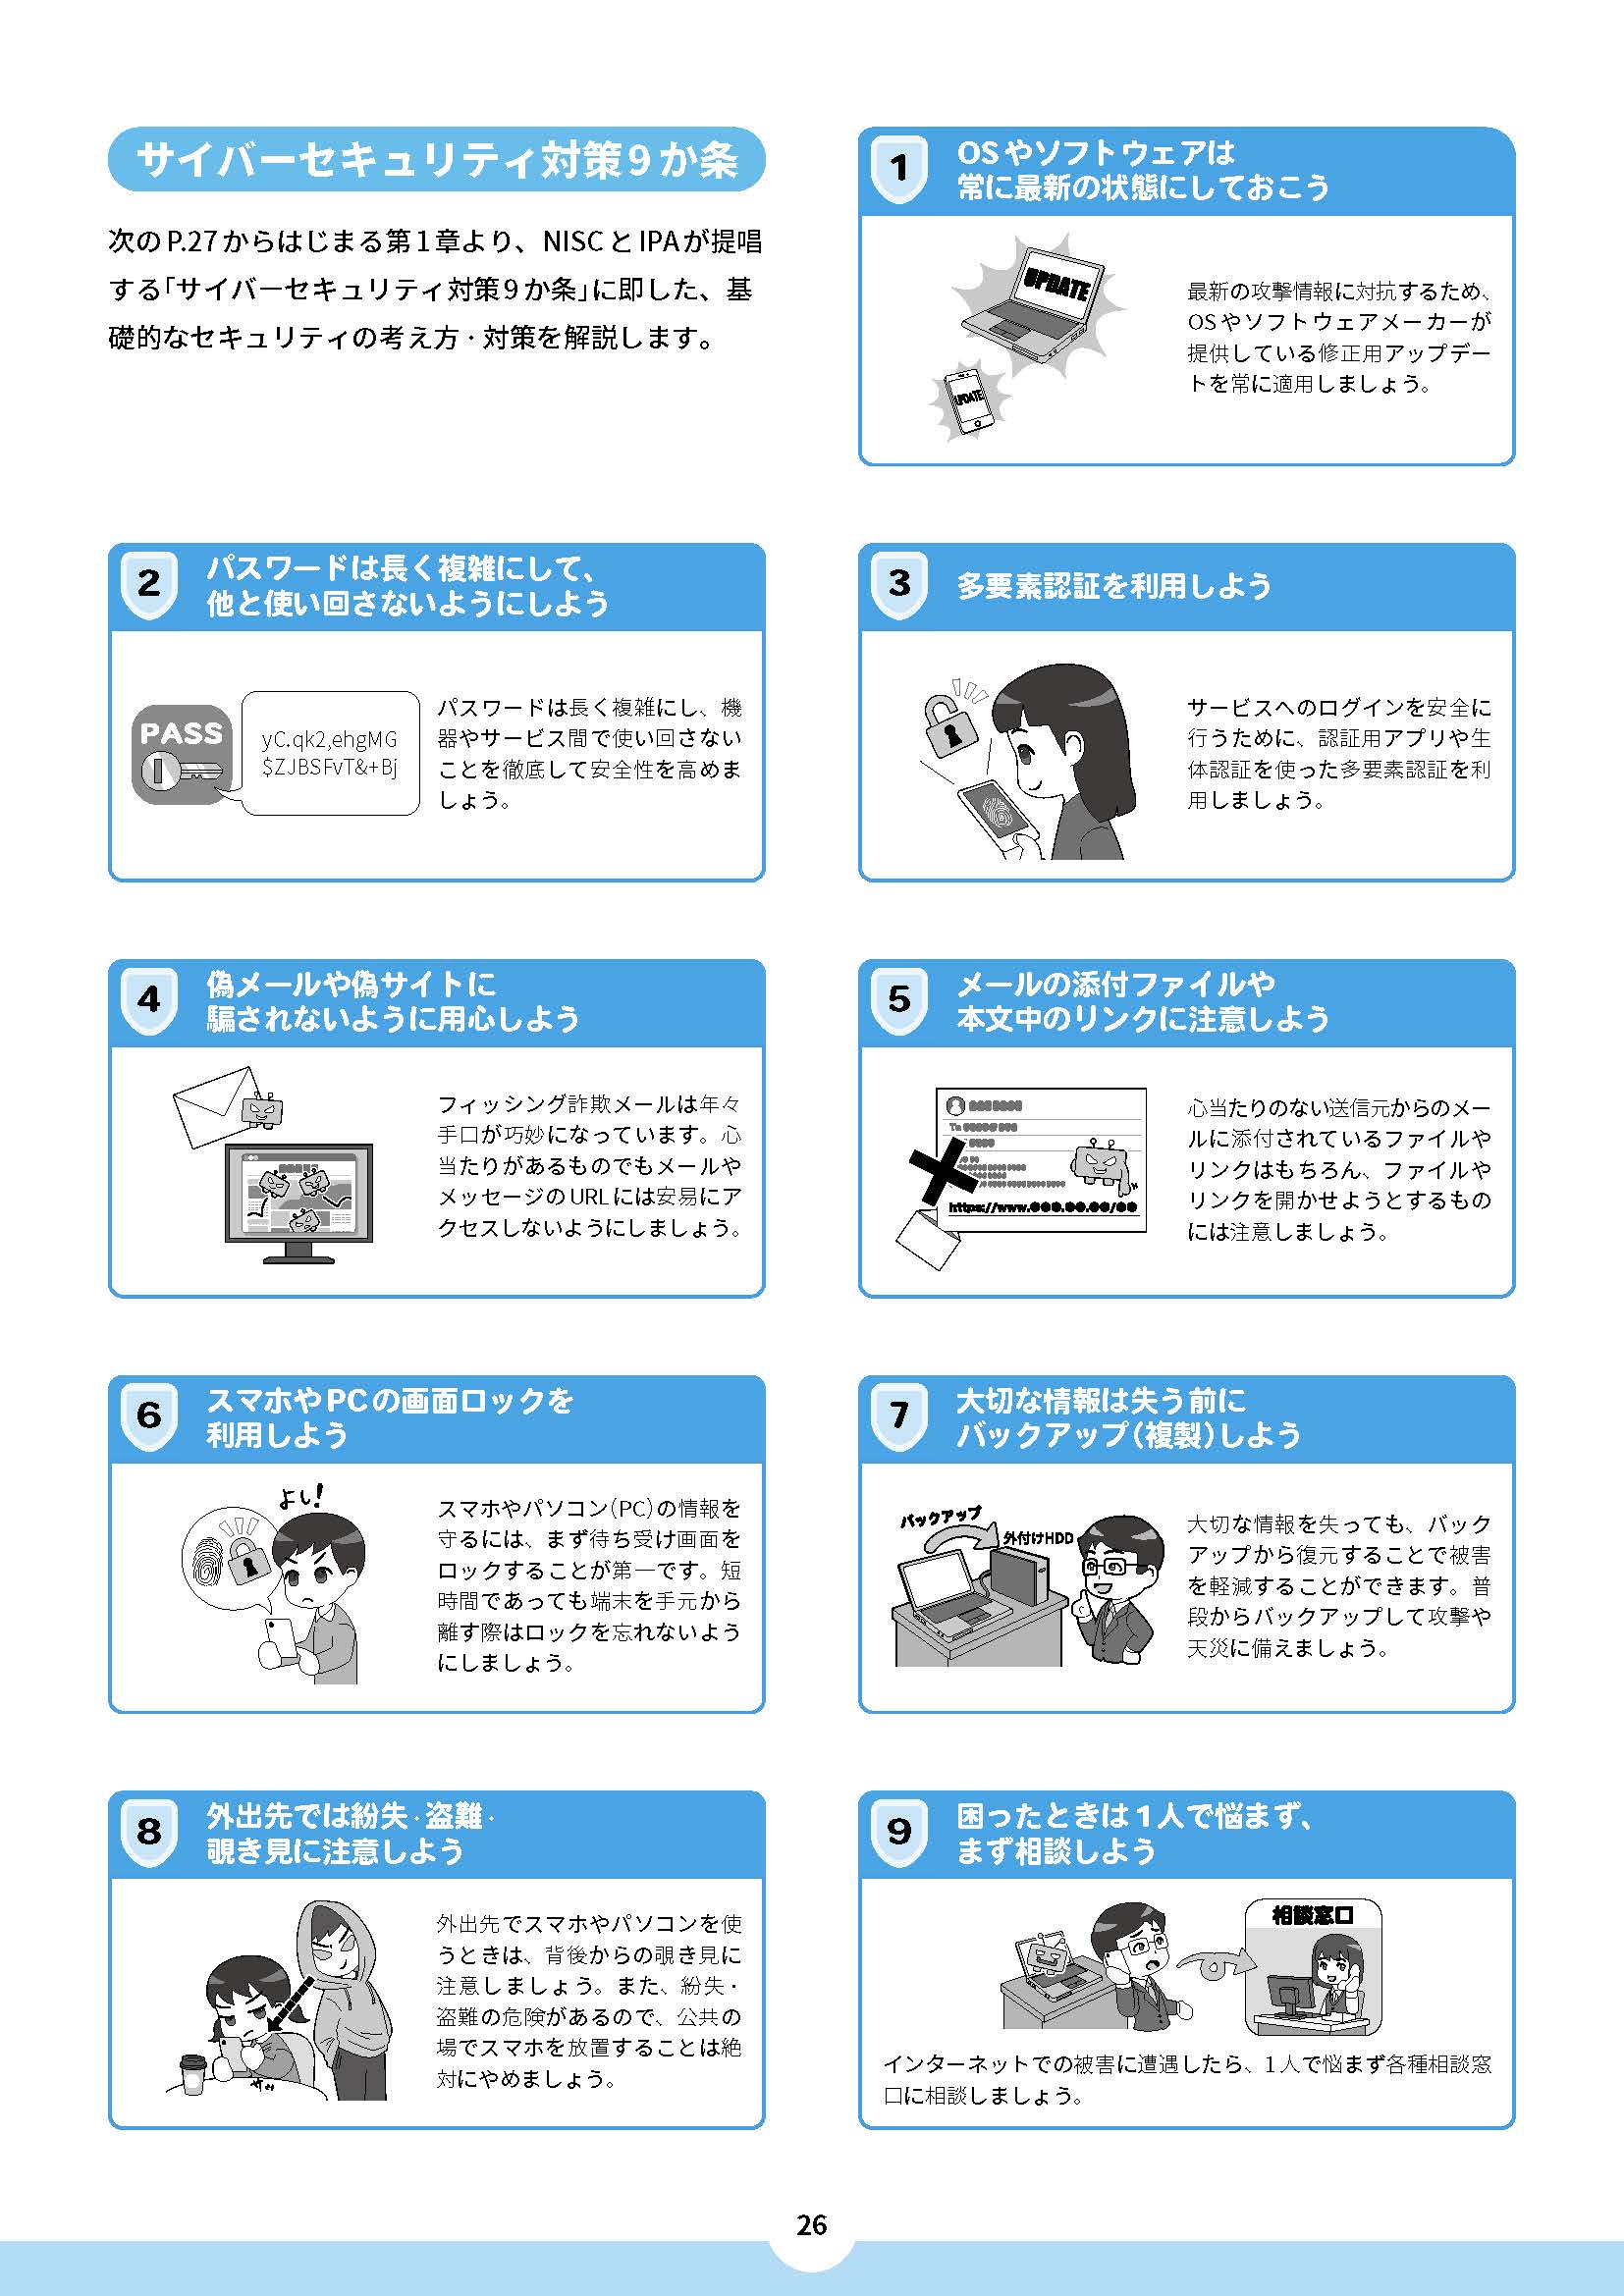 サイバーセキュリティ対策9か条
次のP.27からはじまる第1章より、NISCとIPAが提唱
する「サイバーセキュリティ対策9か条」に即した、基
礎的なセキュリティの考え方・対策を解説します。
1
OSやソフトウェアは
常に最新の状態にしておこう
UPDATE
UPDATE
最新の攻撃情報に対抗するため、
OSやソフトウェアメーカーが
提供している修正用アップデー
トを常に適用しましょう。
2
パスワードは長く複雑にして、
他と使い回さないようにしよう
PASS
yC.qk2,ehgMG
$ZJBSFvT&+Bj
パスワードは長く複雑にし、機
器やサービス間で使い回さない
ことを徹底して安全性を高めま
しょう。
3
多要素認証を利用しよう
サービスへのログインを安全に
行うために、認証用アプリや生
体認証を使った多要素認証を利
用しましょう。
4
偽メールや偽サイトに
騙されないように用心しよう
フィッシング詐欺メールは年々
手口が巧妙になっています。心
当たりがあるものでもメールや
メッセージのURLには安易にア
クセスしないようにしましょう。
5
メールの添付ファイルや
本文中のリンクに注意しよう
To
https://www.●●●.●●.●●/●●
心当たりのない送信元からのメー
ルに添付されているファイルや
リンクはもちろん、ファイルや
リンクを開かせようとするもの
には注意しましょう。
6
スマホやPCの画面ロックを
利用しよう
よし!
スマホやパソコン(PC)の情報を
守るには、まず待ち受け画面を
ロックすることが第一です。短
時間であっても端末を手元から
離す際はロックを忘れないよう
にしましょう。
7
大切な情報は失う前に
バックアップ(複製)しよう
バックアップ
外付けHDD
大切な情報を失っても、バック
アップから復元することで被害
を軽減することができます。普
段からバックアップして攻撃や
天災に備えましょう。
8
外出先では紛失・盗難・
覗き見に注意しよう
外出先でスマホやパソコンを使
うときは、背後からの覗き見に
注意しましょう。また、紛失・
盗難の危険があるので、公共の
場でスマホを放置することは絶
対にやめましょう。
9
困ったときは1人で悩まず、
まず相談しよう
相談窓口
インターネットでの被害に遭遇したら、1人で悩まず各種相談窓
口に相談しましょう。
26